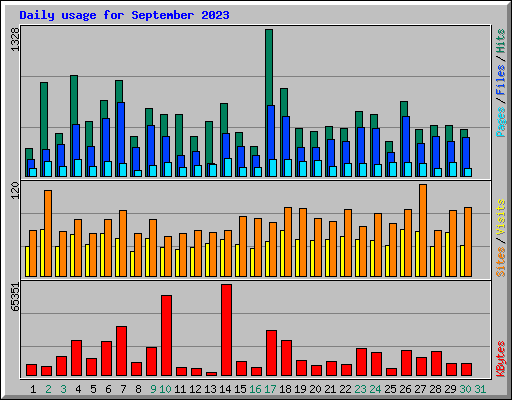 Daily usage for September 2023
1328
Pages / Files / Hits
120
Sites / Visits
65351
KBytes
1 2 3 4 5 6 7 8 9 10 11 12 13 14 15 16 17 18 19 20 21 22 23 24 25 26 27 28 29 30 31